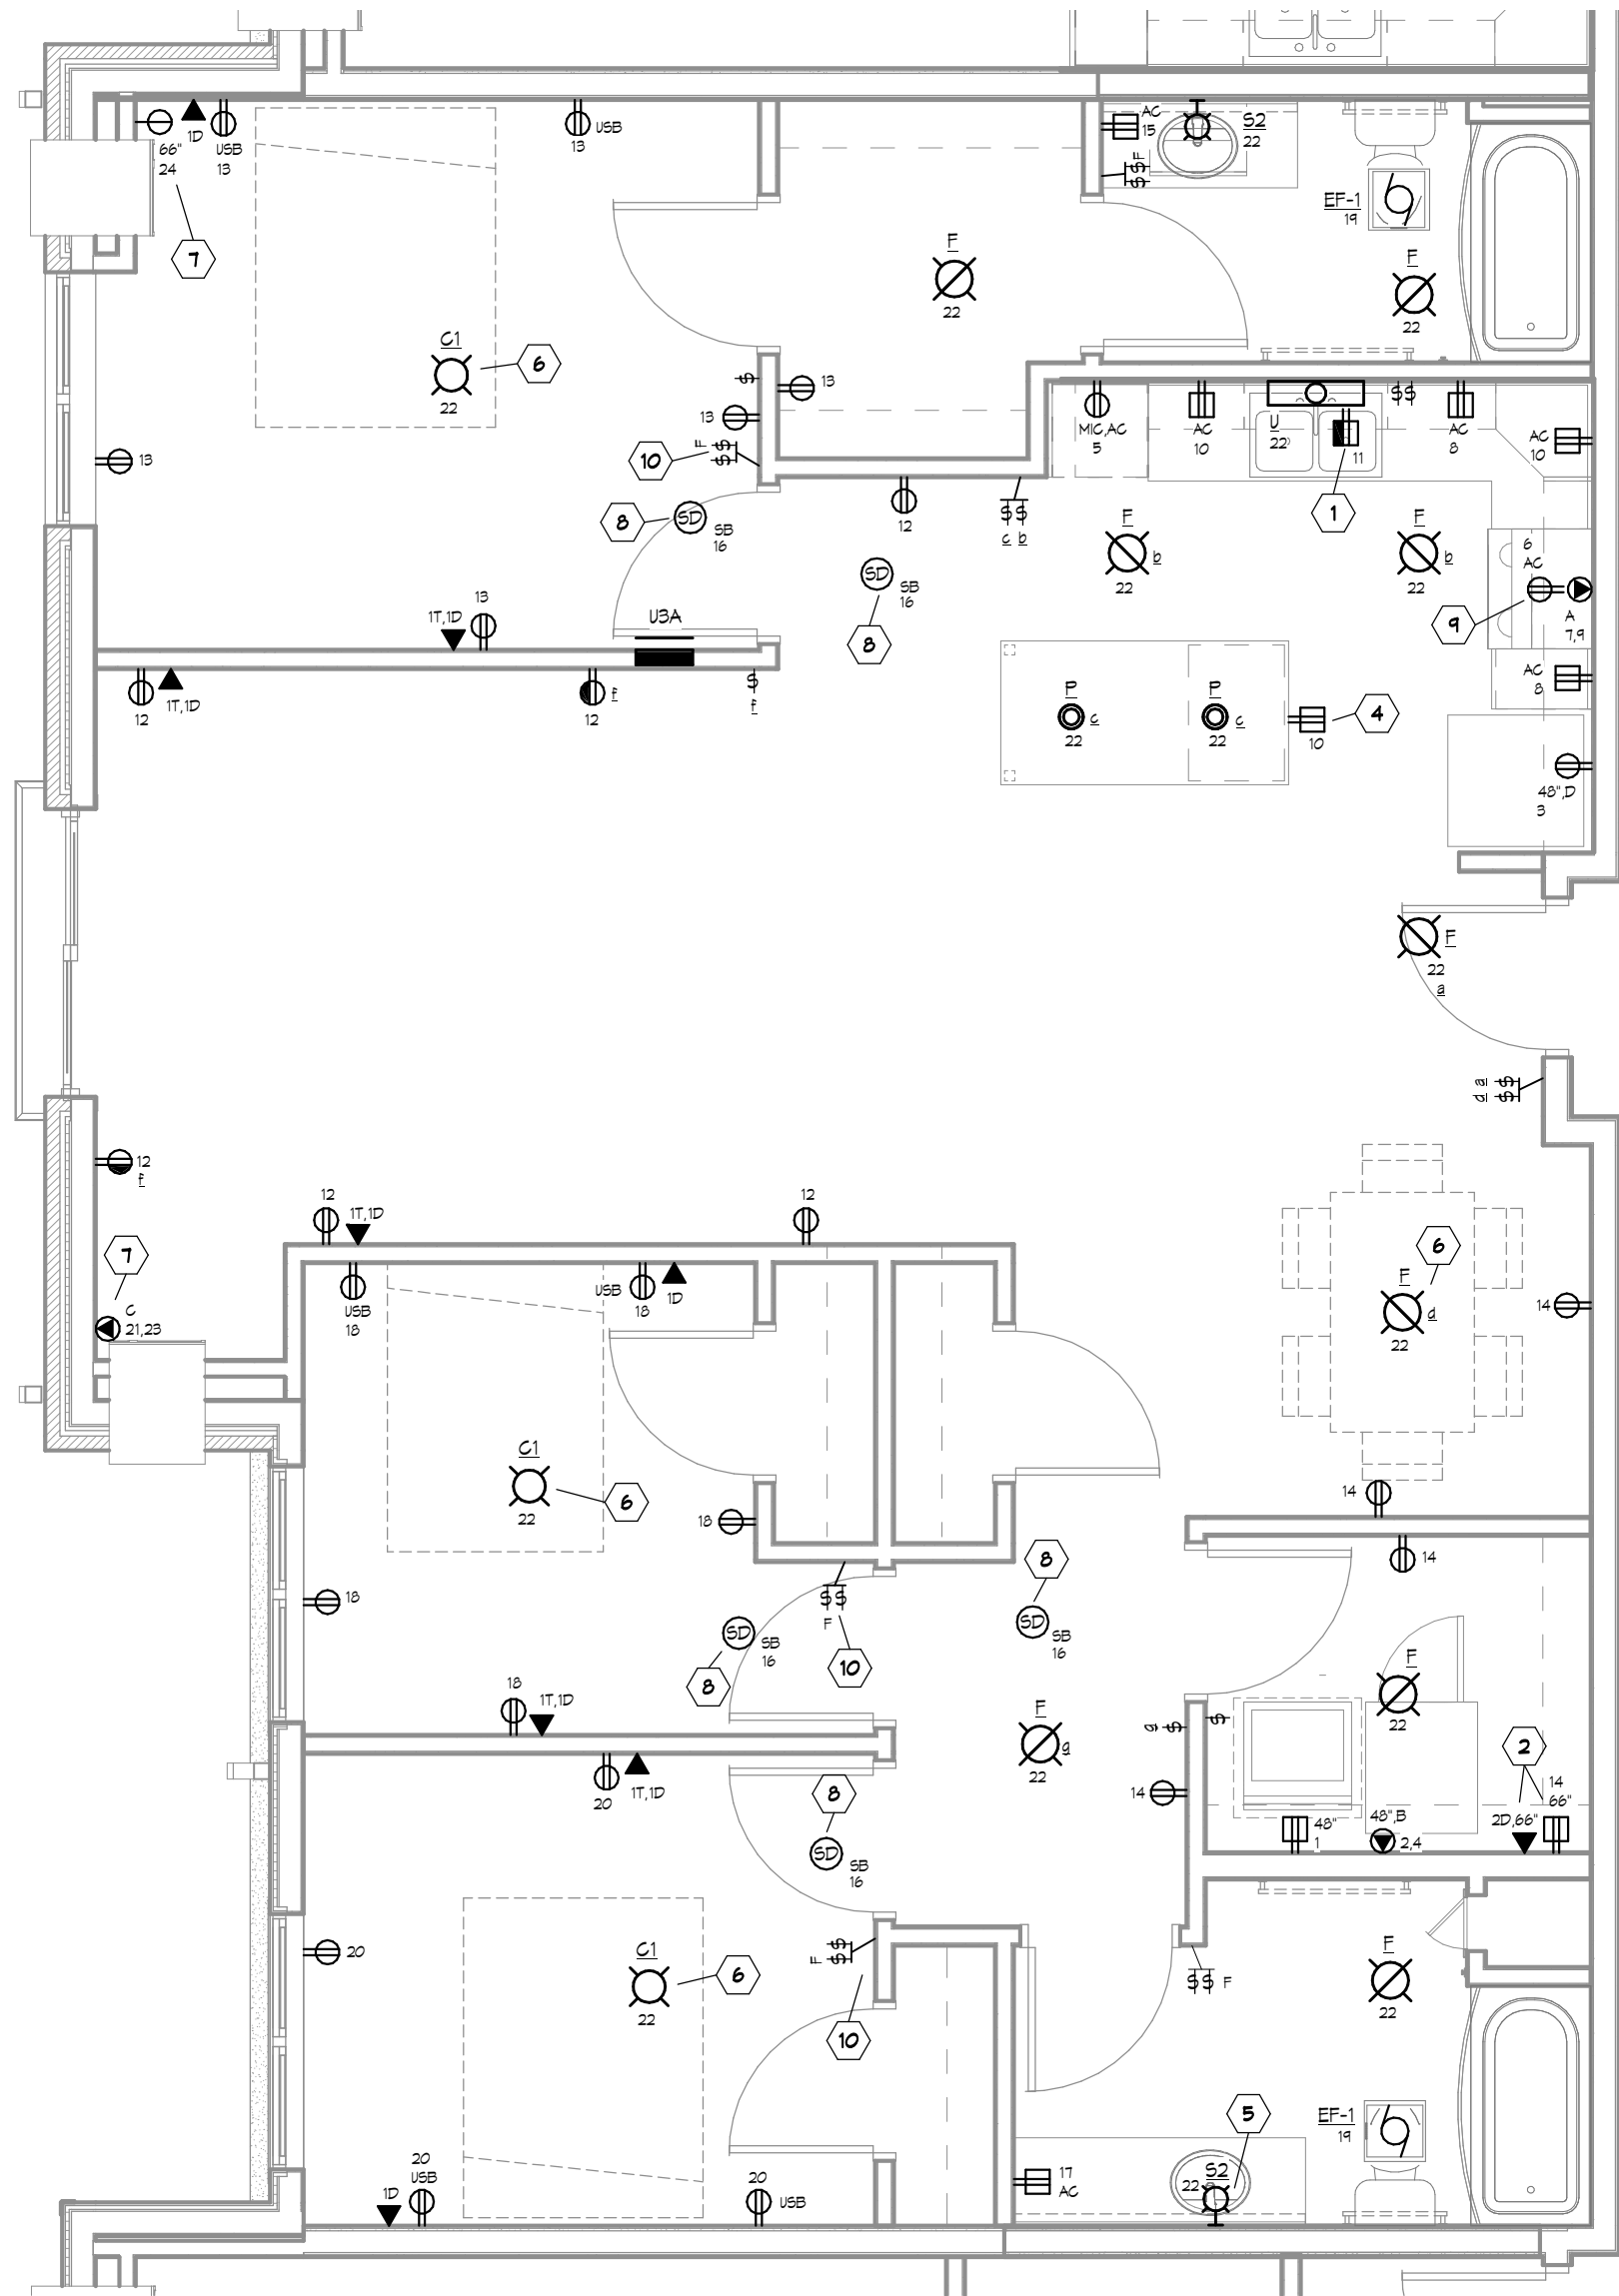 1D
66"
24
USB
13
USB
13
AC
15
$$F
S2
22
EF-1
19
7
F
22
F
22
C1
22
6
$
13
13
13
F
$$
10
8
SD
SB
16
12
$$
c b
MIC,AC
5
AC
10
U
22
11
$$
AC
8
AC
10
1
F
b
22
F
b
22
6
AC
A
7,9
9
SD
SB
16
8
1T,1D
13
U3A
12
1T,1D
f
12
$
f
P
c
22
P
c
22
10
4
AC
8
48",D
3
F
22
a
d a
$$
12
f
7
C
21,23
12
1T,1D
12
USB
18
USB
18
1D
6
F
d
22
14
14
14
C1
22
6
18
18
$$
F
10
SD
SB
16
8
8
SD
SB
16
18
1T,1D
20
1T,1D
F
g
22
g
$
$
14
F
22
2
48"
1
48",B
2,4
2D,66"
14
66"
8
SD
SB
16
20
C1
22
6
F
$$
10
$$ F
F
22
5
EF-1
19
S2
22
17
AC
20
USB
1D
20
USB